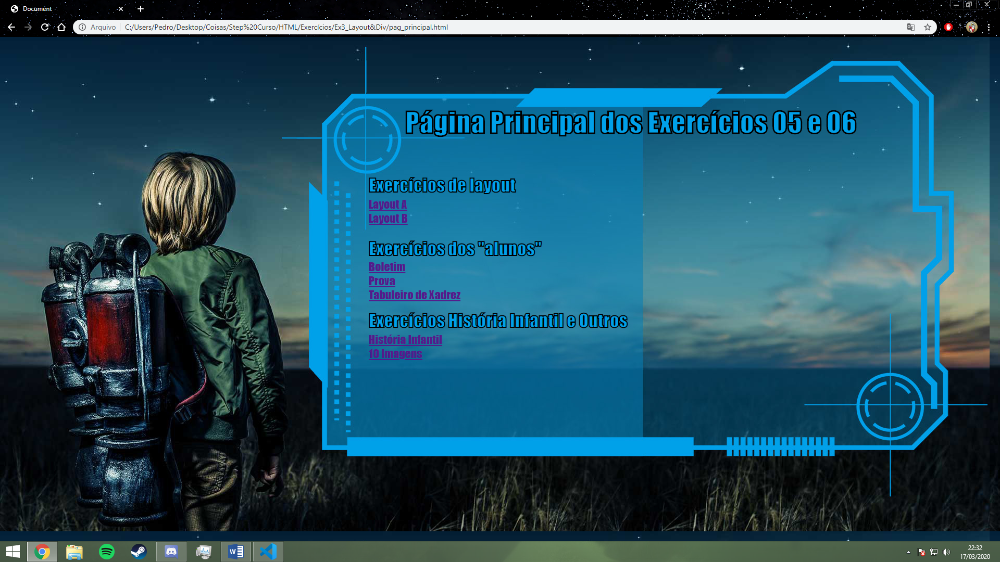 Document
Arquivo
C:/Users/Pedro/Desktop/Coisas/Step%20Curso/HTML/Exercícios/Ex3_Layout&Div/pag_principal.html
Página Principal dos Exercícios 05 e 06
Exercícios de layout
Layout A
Layout B
Exercícios dos "alunos"
Boletim
Prova
Tabuleiro de Xadrez
Exercícios História Infantil e Outros
História Infantil
10 Imagens
22:32
17/03/2020